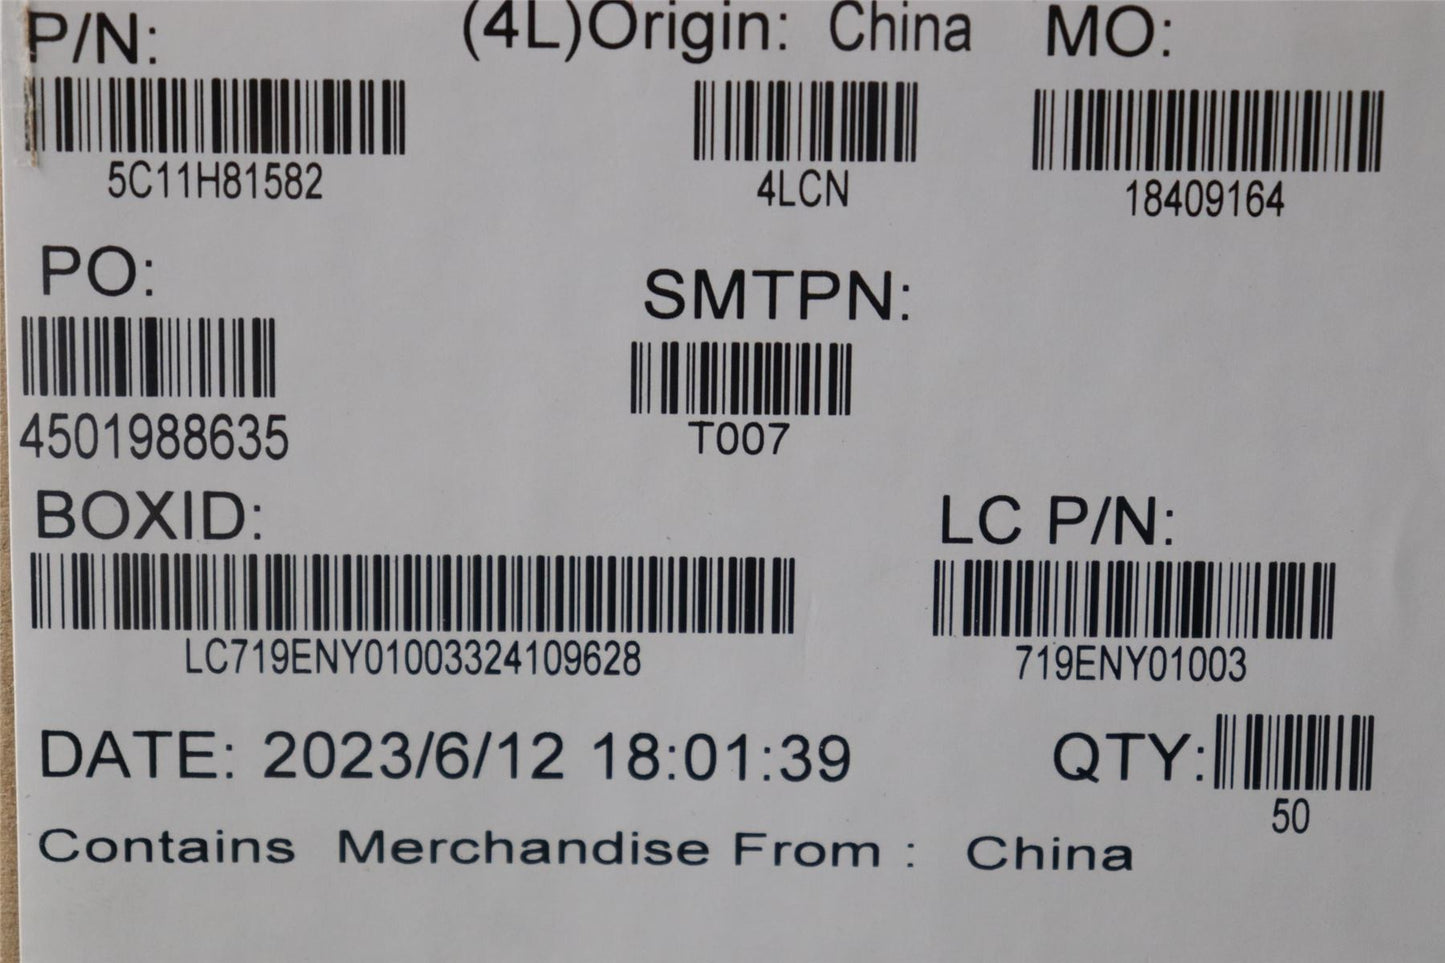 P/N: (4L)Origin: China MO:
5C11H81582 4LCN 18409164
PO: SMTPN:
4501988635 T007
BOXID: LC P/N:
LC719ENY01003324109628 719ENY01003
DATE: 2023/6/12 18:01:39 QTY:
50
Contains Merchandise From : China